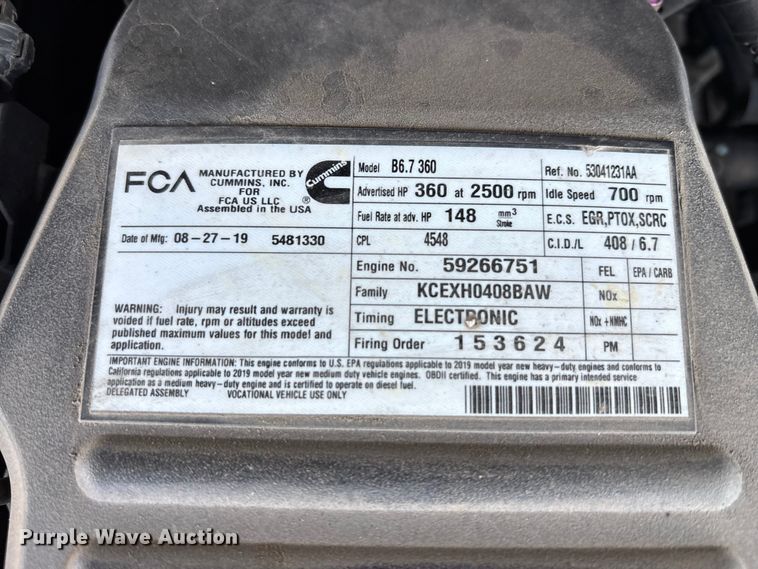 FCA
MANUFACTURED BY
CUMMINS, INC.
FOR
FCA US LLC
Assembled in the USA
Cummins ®
Date of Mfg: 08-27-19 5481330
WARNING: Injury may result and warranty is
voided if fuel rate, rpm or altitudes exceed
published maximum values for this model and
application.
Model B6.7 360
Ref. No. 53041231AA
Advertised HP 360 at 2500 rpm
Idle Speed 700 rpm
Fuel Rate at adv. HP 148 mm³ Stroke
E.C.S. EGR,PTOX,SCRC
CPL 4548
C.I.D./L 408 / 6.7
Engine No. 59266751
FEL EPA / CARB
Family KCEXH0408BAW
NOx -
Timing ELECTRONIC
NOx +NMHC -
Firing Order 1 5 3 6 2 4
PM -
IMPORTANT ENGINE INFORMATION: This engine conforms to U.S. EPA regulations applicable to 2019 model year new heavy-duty engines and conforms to
California regulations applicable to 2019 model year new medium duty vehicle engines. OBDII certified. This engine has a primary intended service
application as a medium heavy-duty engine and is certified to operate on diesel fuel.
DELEGATED ASSEMBLY VOCATIONAL VEHICLE USE ONLY
Purple Wave Auction®